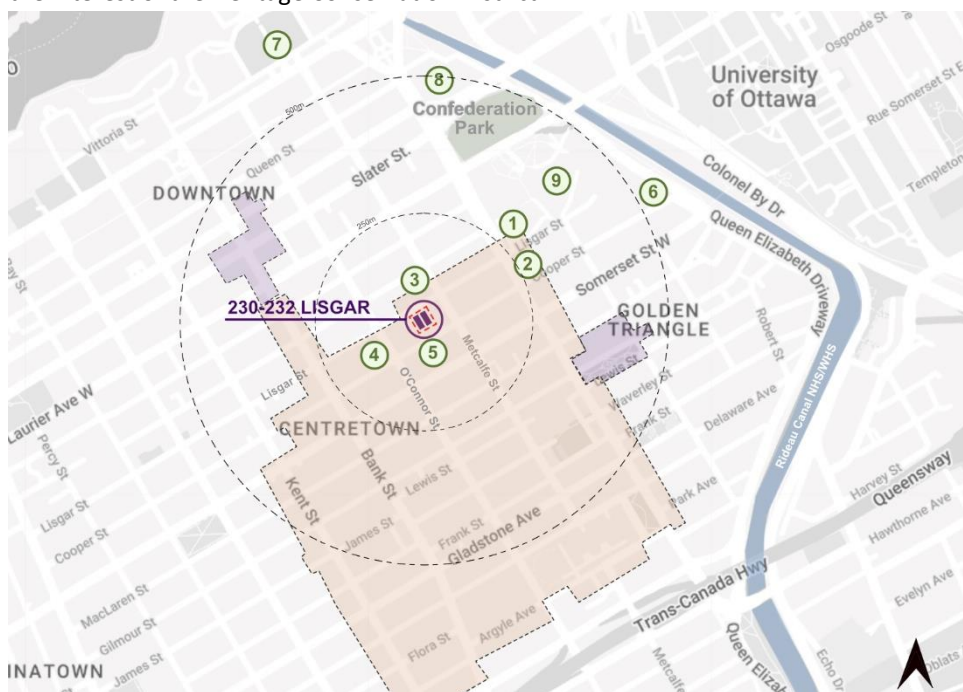 7
Osgoode St
O
8
University
of Ottawa
Rue Somerset St E
500m
Confederation
Park
Vittoria St
Queen St
Slater St.
Templeton
Colonel By Dr
DOWNTOWN
9
6
250m
1
Lisgar St
Queen Elizabeth Driveway
2
Cooper St
Somerset St W
3
230-232 LISGAR
GOLDEN
TRIANGLE
Robert St
4
5
Metcalfe St
Lewis St
Waverley St
Lisgar St
O'Connor St
Frank St
Delaware Ave
Laurier Ave W
CENTRETOWN
Rideau Canal NHS/WHS
Percy St
Bank St
Lewis St
Park Ave
Harvey St
Queensway
Kent St
Lisgar St
James St
Frank St
Gladstone Ave
Hawthorne Ave
Cooper St
Trans-Canada Hwy
Evelyn Ave
MacLaren St
Argyle Ave
Flora St
Gilmour St
Metcalfe
Queen Eliza
Echo D
Oblats
James St
INATOWN